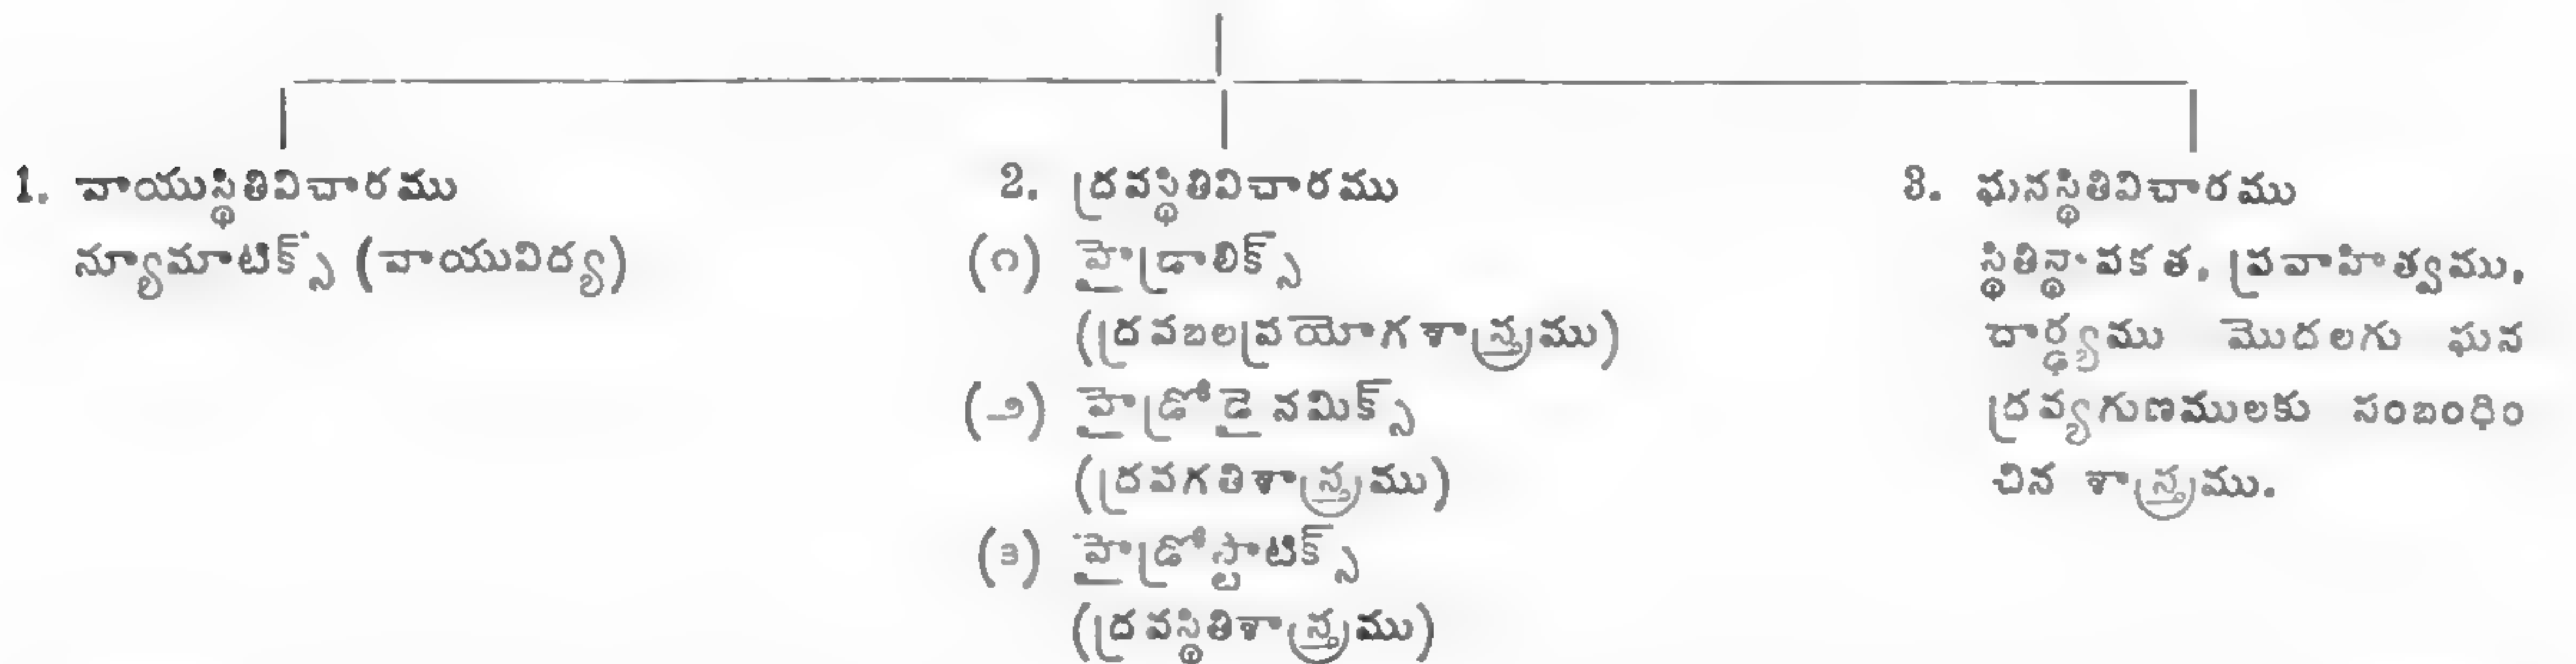 1. వాయుస్థితివిచారము
న్యూమాటిక్స్ (వాయువిద్య)
2. ద్రవస్థితివిచారము
(౧) హైడ్రాలిక్స్
(ద్రవబలప్రయోగశాస్త్రము)
(౨) హైడ్రోడైనమిక్స్
(ద్రవగతిశాస్త్రము)
(౩) హైడ్రోస్టాటిక్స్
(ద్రవస్థితిశాస్త్రము)
3. ఘనస్థితివిచారము
స్థితిస్థాపకత, ప్రవాహిత్వము,
దార్ఢ్యము మొదలగు ఘన
ద్రవ్యగుణములకు సంబంధిం
చిన శాస్త్రము.